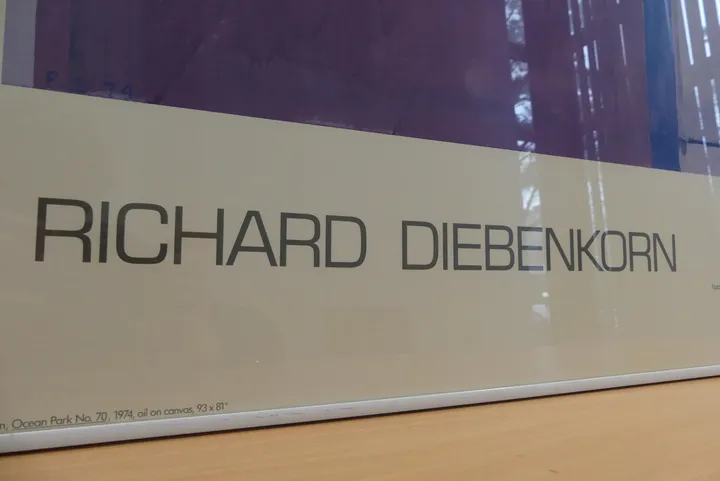 RICHARD DIEBENKORN
n, Ocean Park No. 70, 1974, oil on canvas, 93 x 81"